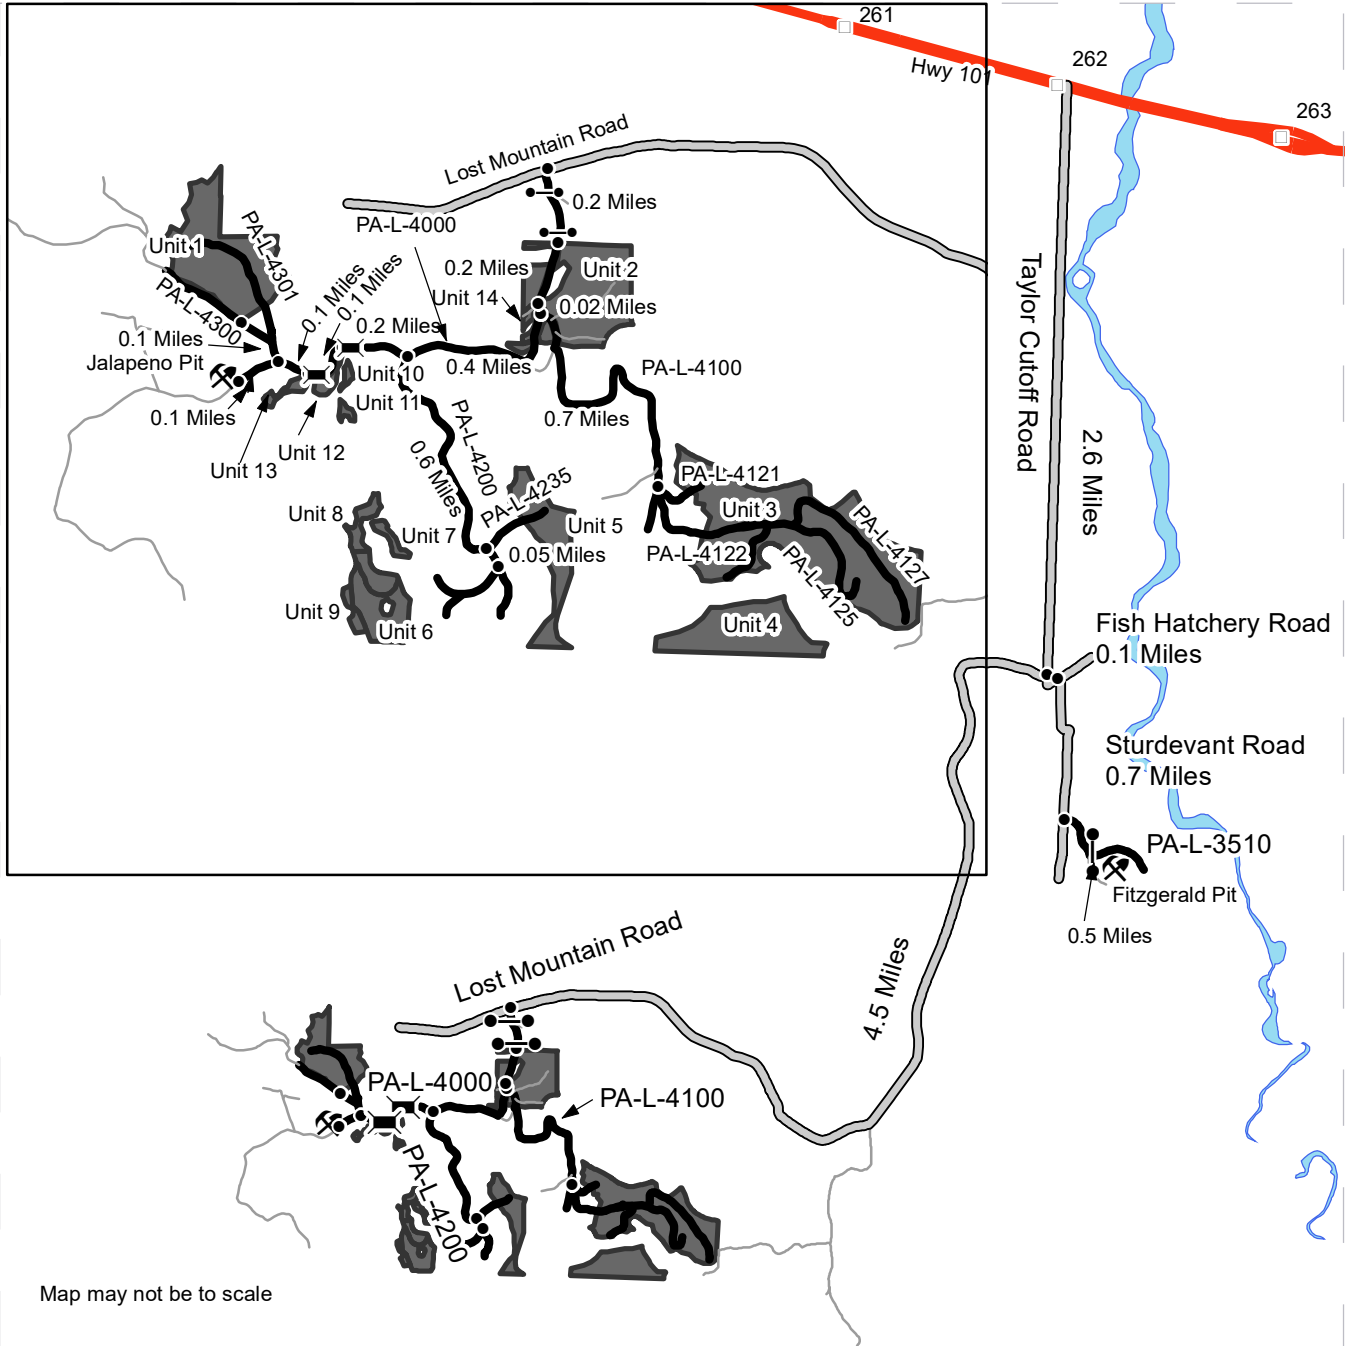 261
Hwy 101
262
263
Lost Mountain Road
0.2 Miles
PA-L-4000
Unit 1
PA-L-4301
0.2 Miles
Unit 2
PA-L-4300
0.1 Miles
0.1 Miles
Unit 14
0.02 Miles
0.1 Miles
0.2 Miles
Jalapeno Pit
0.4 Miles
Unit 10
PA-L-4100
0.1 Miles
Unit 11
0.7 Miles
Unit 12
Unit 13
PA-L-4200
0.6 Miles
PA-L-4235
PA-L-4121
Unit 8
Unit 7
Unit 5
Unit 3
0.05 Miles
PA-L-4122
PA-L-4125
PA-L-4127
Unit 9
Unit 6
Unit 4
Taylor Cutoff Road
2.6 Miles
Fish Hatchery Road
0.1 Miles
Sturdevant Road
0.7 Miles
PA-L-3510
Fitzgerald Pit
0.5 Miles
Lost Mountain Road
4.5 Miles
PA-L-4000
PA-L-4100
PA-L-4200
Map may not be to scale